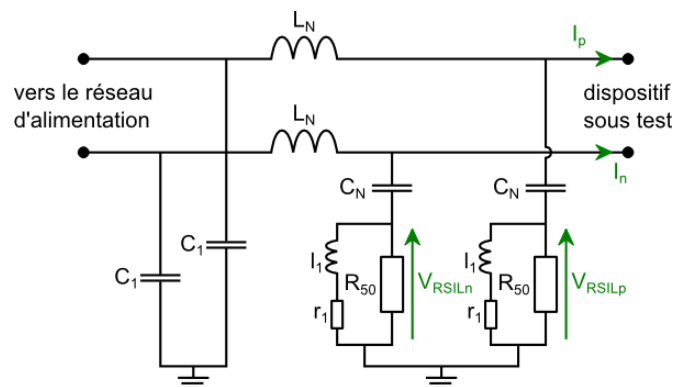 L_N
I_p
vers le réseau
d'alimentation
dispositif
sous test
L_N
I_n
C_N
C_N
C_1
C_1
l_1
R_50
r_1
V_RSILn
l_1
R_50
r_1
V_RSILp